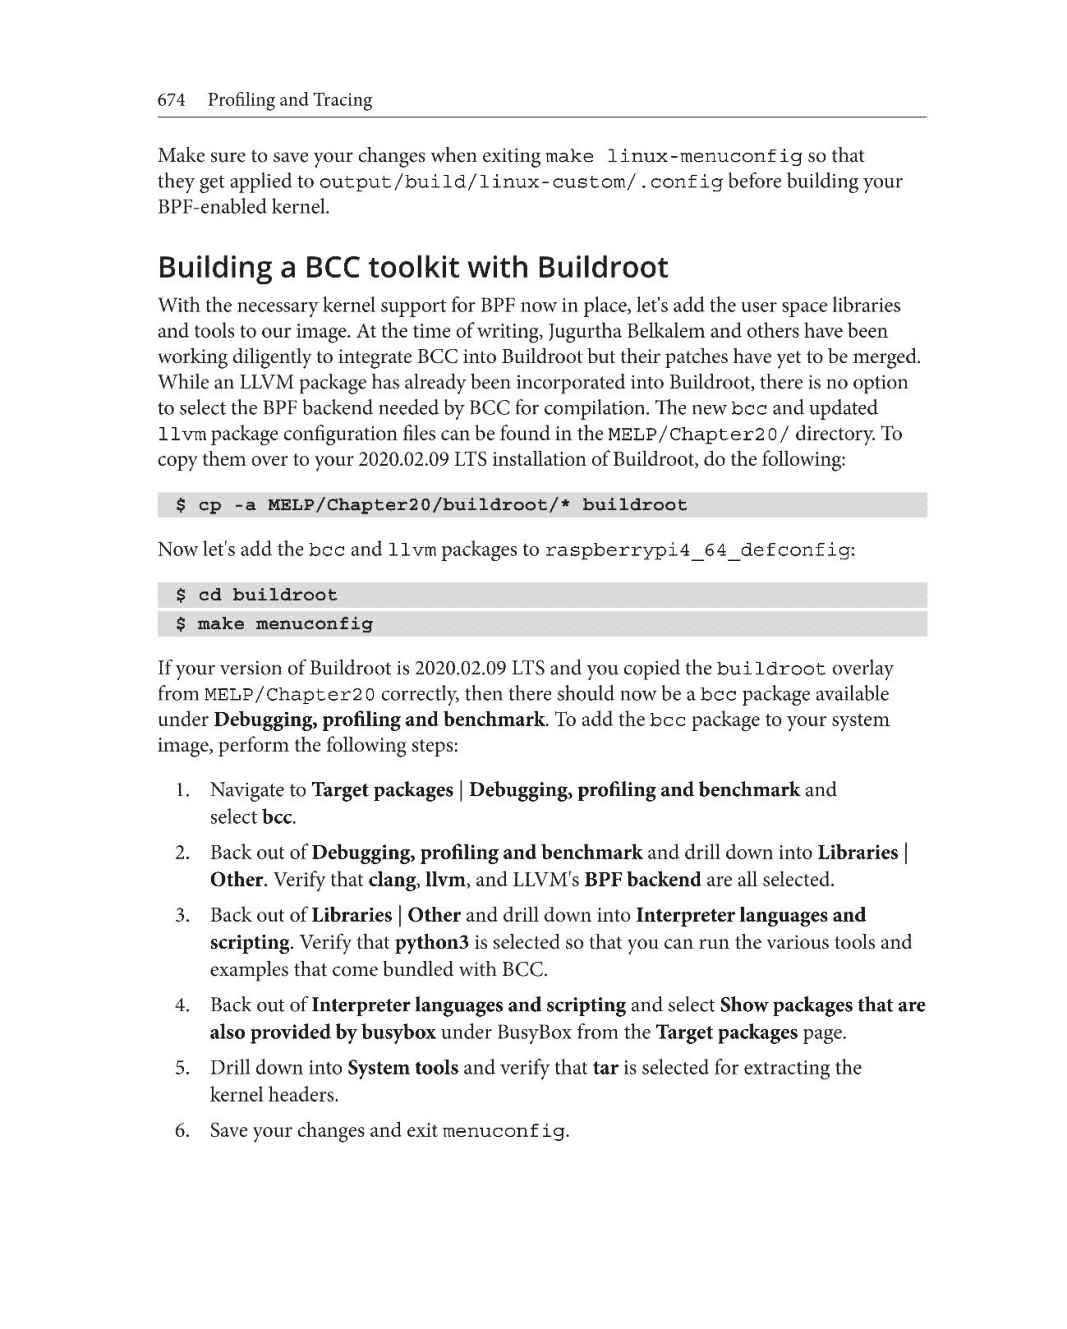 674 Profiling and Tracing
Make sure to save your changes when exiting make linux-menuconfig so that
they get applied to output/build/linux-custom/.config before building your
BPF-enabled kernel.
Building a BCC toolkit with Buildroot
With the necessary kernel support for BPF now in place, let's add the user space libraries
and tools to our image. At the time of writing, Jugurtha Belkalem and others have been
working diligently to integrate BCC into Buildroot but their patches have yet to be merged.
While an LLVM package has already been incorporated into Buildroot, there is no option
to select the BPF backend needed by BCC for compilation. The new bcc and updated
llvm package configuration files can be found in the MELP/Chapter20/ directory. To
copy them over to your 2020.02.09 LTS installation of Buildroot, do the following:
$ cp -a MELP/Chapter20/buildroot/* buildroot
Now let's add the bcc and llvm packages to raspberrypi4_64_defconfig:
$ cd buildroot
$ make menuconfig
If your version of Buildroot is 2020.02.09 LTS and you copied the buildroot overlay
from MELP/Chapter20 correctly, then there should now be a bcc package available
under Debugging, profiling and benchmark. To add the bcc package to your system
image, perform the following steps:
1. Navigate to Target packages | Debugging, profiling and benchmark and
select bcc.
2. Back out of Debugging, profiling and benchmark and drill down into Libraries |
Other. Verify that clang, llvm, and LLVM's BPF backend are all selected.
3. Back out of Libraries | Other and drill down into Interpreter languages and
scripting. Verify that python3 is selected so that you can run the various tools and
examples that come bundled with BCC.
4. Back out of Interpreter languages and scripting and select Show packages that are
also provided by busybox under BusyBox from the Target packages page.
5. Drill down into System tools and verify that tar is selected for extracting the
kernel headers.
6. Save your changes and exit menuconfig.